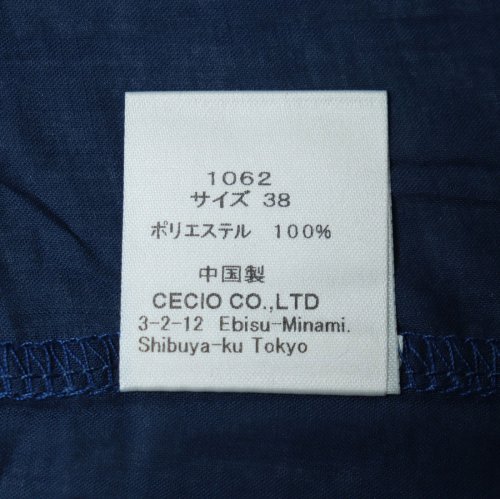 1062
サイズ 38
ポリエステル 100%
中国製
CECIO CO.,LTD
3-2-12 Ebisu-Minami.
Shibuya-ku Tokyo